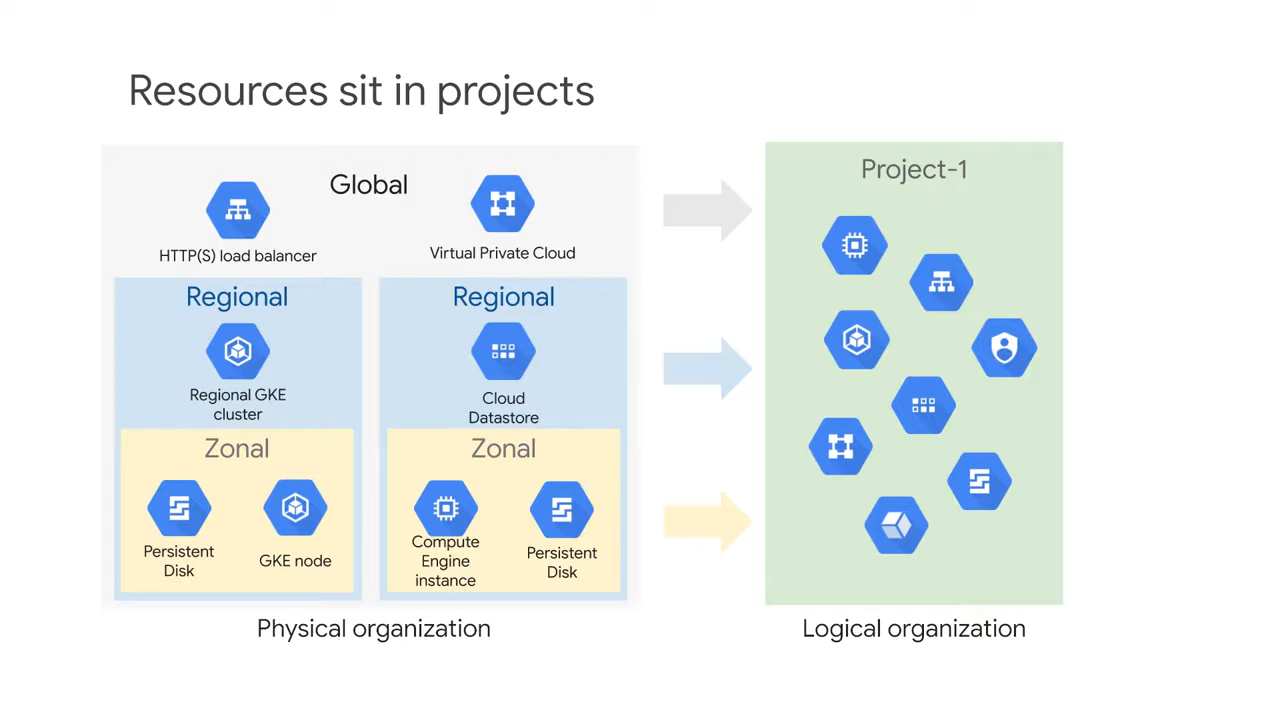 Resources sit in projects
Global
HTTP(S) load balancer
Virtual Private Cloud
Regional
Regional GKE
cluster
Zonal
Persistent
Disk
GKE node
Regional
Cloud
Datastore
Zonal
Compute
Engine
instance
Persistent
Disk
Physical organization
Project-1
Logical organization